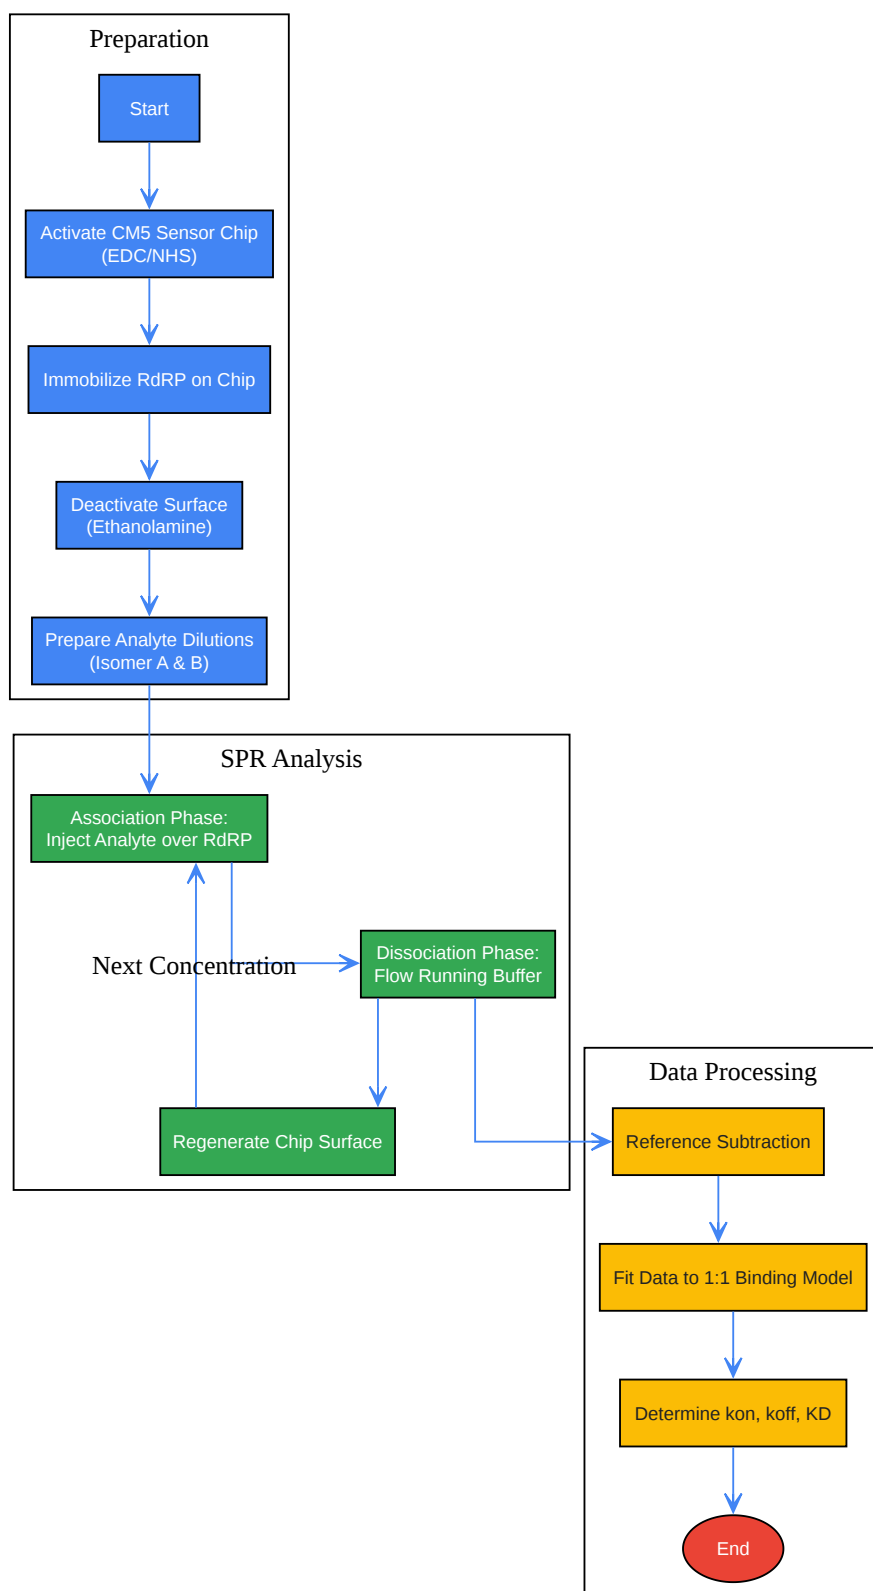 Preparation
Start
Activate CM5 Sensor Chip
(EDC/NHS)
Immobilize RdRP on Chip
Deactivate Surface
(Ethanolamine)
Prepare Analyte Dilutions
(Isomer A & B)
SPR Analysis
Association Phase:
Inject Analyte over RdRP
Next Concentration
Dissociation Phase:
Flow Running Buffer
Regenerate Chip Surface
Data Processing
Reference Subtraction
Fit Data to 1:1 Binding Model
Determine kon, koff, KD
End